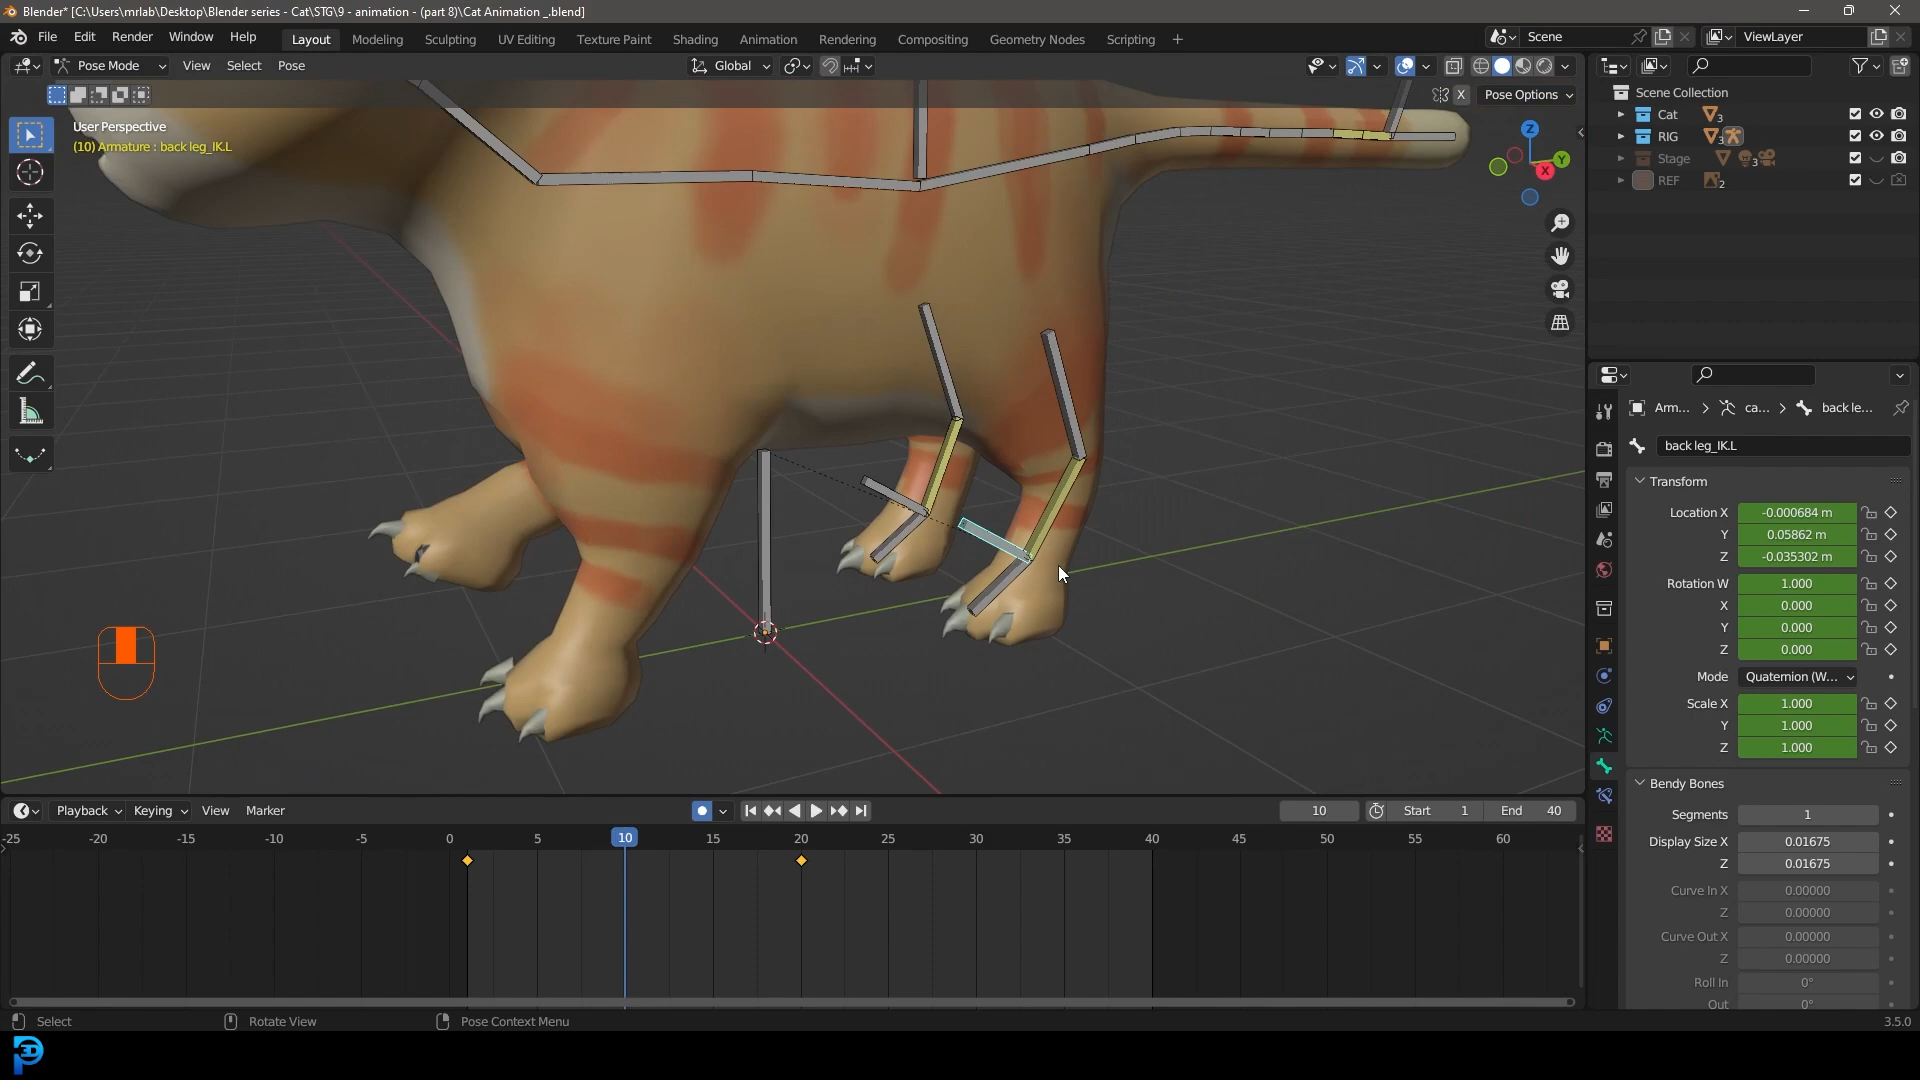 Blender* [C:\Users\mrlab\Desktop\Blender series - Cat\STG\9 - animation - (part 8)\Cat Animation _.blend]
File Edit Render Window Help Layout Modeling Sculpting UV Editing Texture Paint Shading Animation Rendering Compositing Geometry Nodes Scripting + Scene ViewLayer
Pose Mode View Select Pose Global
X Pose Options
User Perspective
(10) Armature : back leg_IK.L
Z
Y
X
Scene Collection
Cat 3
RIG 3
Stage 3
REF 2
Arm... > ca... > back le...
back leg_IK.L
Transform
Location X -0.000684 m
Y 0.05862 m
Z -0.035302 m
Rotation W 1.000
X 0.000
Y 0.000
Z 0.000
Mode Quaternion (W...
Scale X 1.000
Y 1.000
Z 1.000
Bendy Bones
Segments 1
Display Size X 0.01675
Z 0.01675
Curve In X 0.00000
Z 0.00000
Curve Out X 0.00000
Z 0.00000
Roll In 0°
Out 0°
Playback Keying View Marker 10 Start 1 End 40
-25 -20 -15 -10 -5 0 5 10 15 20 25 30 35 40 45 50 55 60
Select Rotate View Pose Context Menu 3.5.0
3D